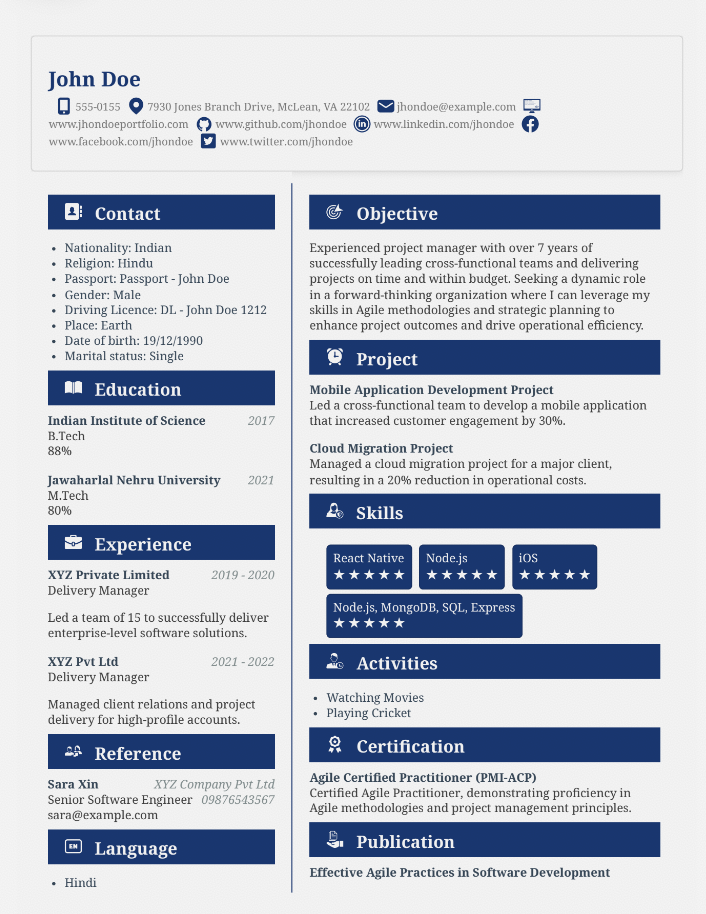 John Doe
555-0155 7930 Jones Branch Drive, McLean, VA 22102 jhondoe@example.com
www.jhondoeportfolio.com www.github.com/jhondoe www.linkedin.com/jhondoe
www.facebook.com/jhondoe www.twitter.com/jhondoe
Contact
• Nationality: Indian
• Religion: Hindu
• Passport: Passport - John Doe
• Gender: Male
• Driving Licence: DL - John Doe 1212
• Place: Earth
• Date of birth: 19/12/1990
• Marital status: Single
Education
Indian Institute of Science 2017
B.Tech
88%
Jawaharlal Nehru University 2021
M.Tech
80%
Experience
XYZ Private Limited 2019 - 2020
Delivery Manager
Led a team of 15 to successfully deliver
enterprise-level software solutions.
XYZ Pvt Ltd 2021 - 2022
Delivery Manager
Managed client relations and project
delivery for high-profile accounts.
Reference
Sara Xin XYZ Company Pvt Ltd
Senior Software Engineer 09876543567
sara@example.com
EN Language
• Hindi
Objective
Experienced project manager with over 7 years of
successfully leading cross-functional teams and delivering
projects on time and within budget. Seeking a dynamic role
in a forward-thinking organization where I can leverage my
skills in Agile methodologies and strategic planning to
enhance project outcomes and drive operational efficiency.
Project
Mobile Application Development Project
Led a cross-functional team to develop a mobile application
that increased customer engagement by 30%.
Cloud Migration Project
Managed a cloud migration project for a major client,
resulting in a 20% reduction in operational costs.
Skills
React Native Node.js iOS
★★★★★ ★★★★★ ★★★★★
Node.js, MongoDB, SQL, Express
★★★★★
Activities
• Watching Movies
• Playing Cricket
Certification
Agile Certified Practitioner (PMI-ACP)
Certified Agile Practitioner, demonstrating proficiency in
Agile methodologies and project management principles.
Publication
Effective Agile Practices in Software Development